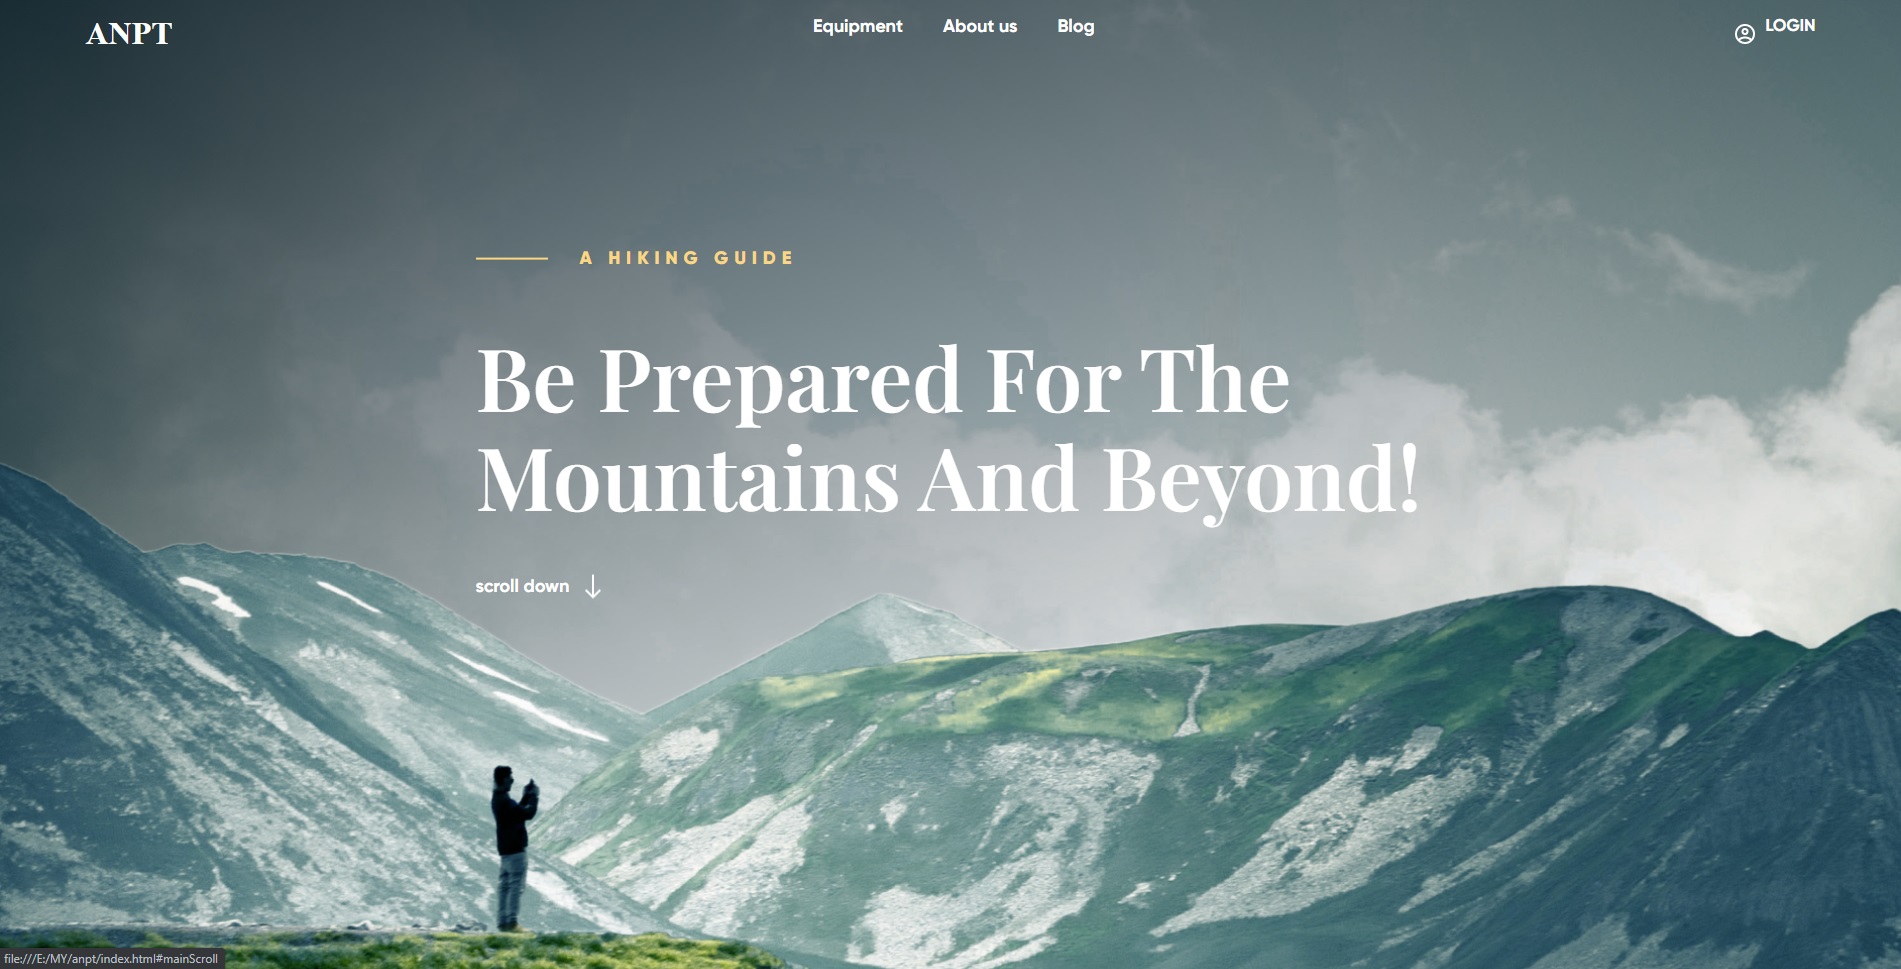 ANPT
Equipment About us Blog
LOGIN
A HIKING GUIDE
Be Prepared For The
Mountains And Beyond!
scroll down
file:///E:/MY/anpt/index.html#mainScroll